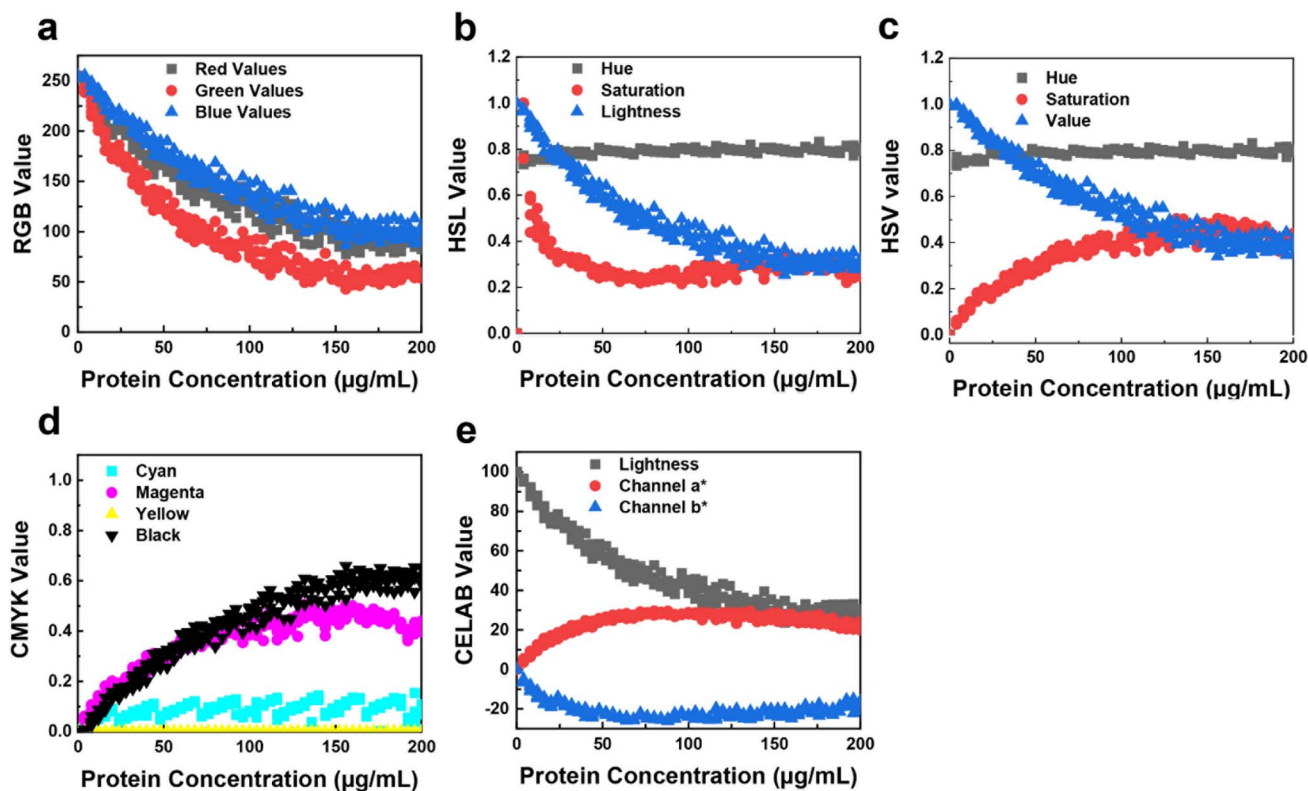 a
RGB Value
250
200
150
100
50
0
Red Values
Green Values
Blue Values
0 50 100 150 200
Protein Concentration (µg/mL)
b
HSL Value
1.2
1.0
0.8
0.6
0.4
0.2
0.0
Hue
Saturation
Lightness
0 50 100 150 200
Protein Concentration (µg/mL)
c
HSV value
1.2
1.0
0.8
0.6
0.4
0.2
0.0
Hue
Saturation
Value
0 50 100 150 200
Protein Concentration (µg/mL)
d
CMYK Value
1.0
0.8
0.6
0.4
0.2
0.0
Cyan
Magenta
Yellow
Black
0 50 100 150 200
Protein Concentration (µg/mL)
e
CELAB Value
100
80
60
40
20
0
-20
Lightness
Channel a*
Channel b*
0 50 100 150 200
Protein Concentration (µg/mL)